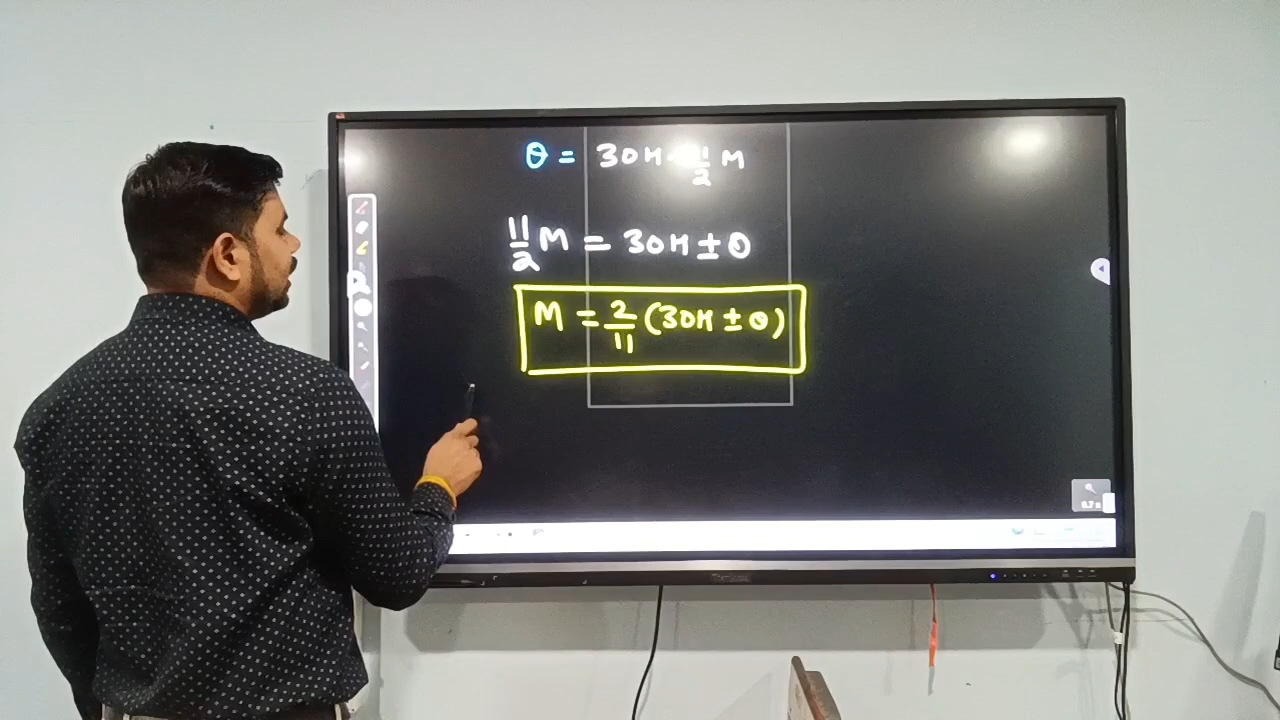 θ = 30H - 11/2 M
11/2 M = 30H ± θ
M = 2/11 (30H ± θ)